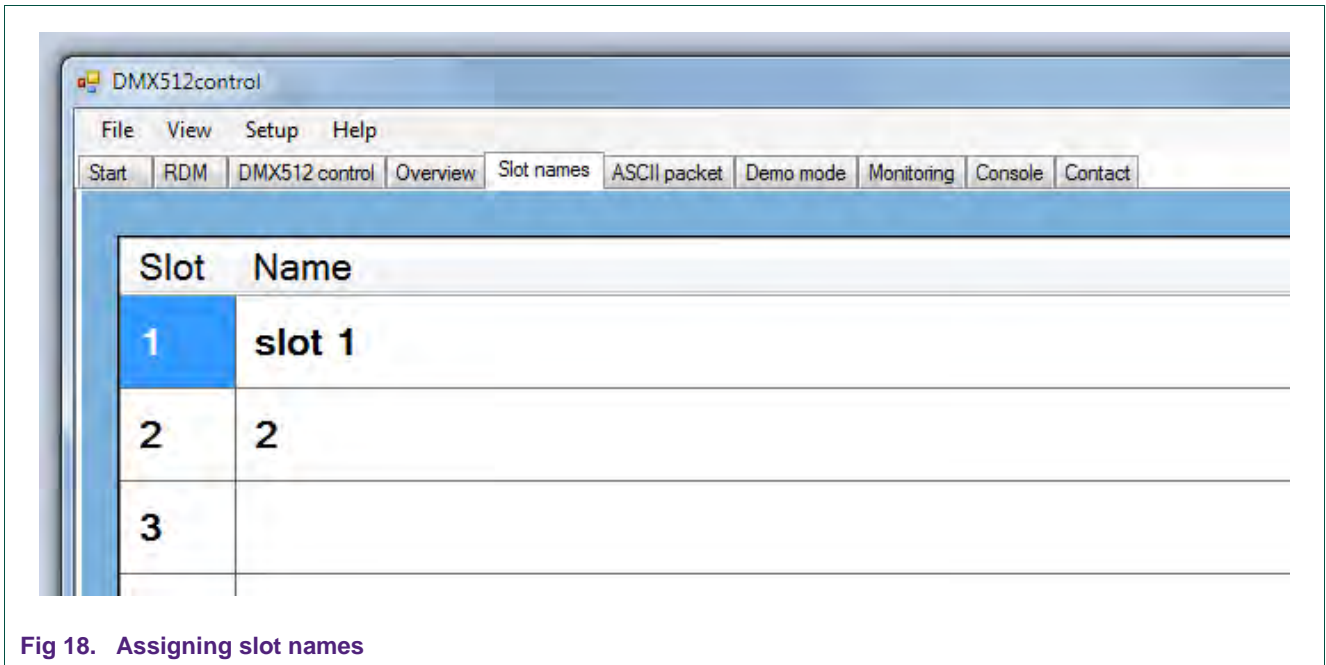 DMX512control
File View Setup Help
Start RDM DMX512 control Overview Slot names ASCII packet Demo mode Monitoring Console Contact
Slot Name
1 slot 1
2 2
3
Fig 18. Assigning slot names